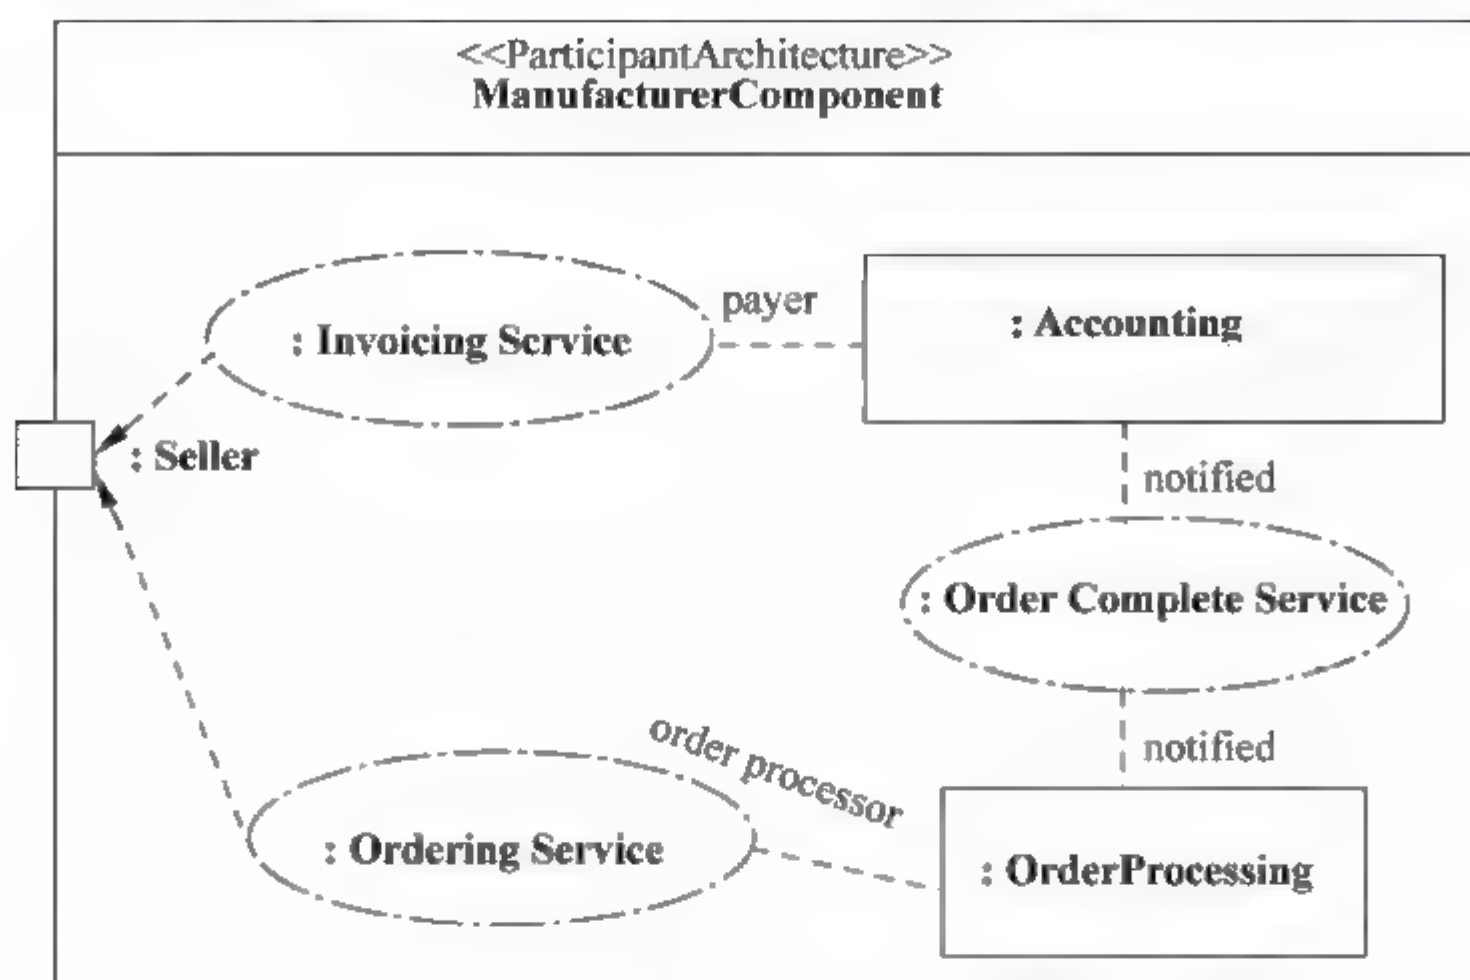 <<ParticipantArchitecture>>
ManufacturerComponent
payer
: Invoicing Service
: Accounting
: Seller
notified
: Order Complete Service
order processor
notified
: Ordering Service
: OrderProcessing